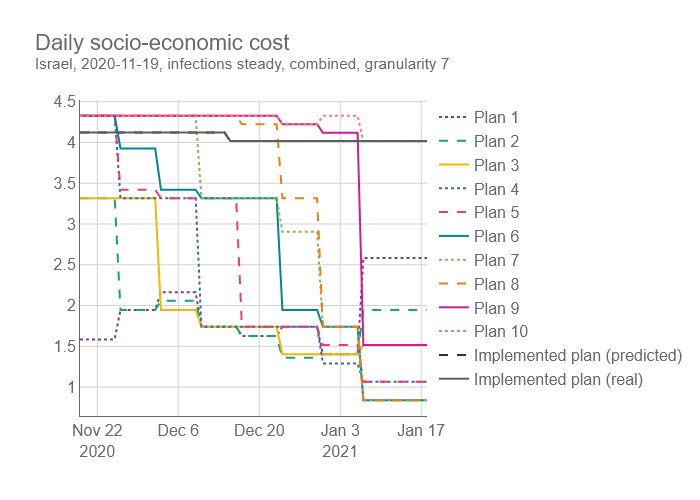 Daily socio-economic cost
Israel, 2020-11-19, infections steady, combined, granularity 7
4.5
4
3.5
3
2.5
2
1.5
1
Nov 22
2020
Dec 6
Dec 20
Jan 3
2021
Jan 17
Plan 1
Plan 2
Plan 3
Plan 4
Plan 5
Plan 6
Plan 7
Plan 8
Plan 9
Plan 10
Implemented plan (predicted)
Implemented plan (real)